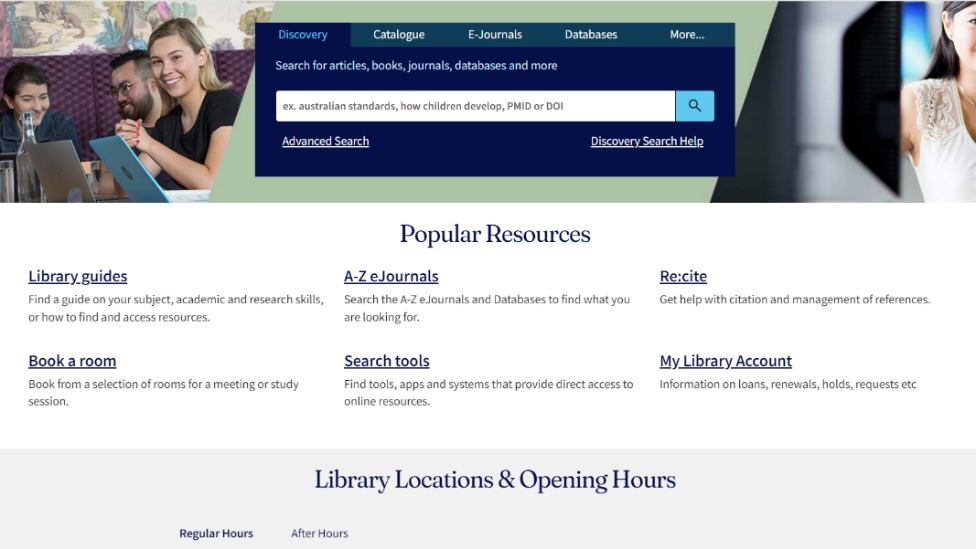 Discovery Catalogue E-Journals Databases More...
Search for articles, books, journals, databases and more
ex. australian standards, how children develop, PMID or DOI
Advanced Search Discovery Search Help
Popular Resources
Library guides
Find a guide on your subject, academic and research skills,
or how to find and access resources.
A-Z eJournals
Search the A-Z eJournals and Databases to find what you
are looking for.
Re:cite
Get help with citation and management of references.
Book a room
Book from a selection of rooms for a meeting or study
session.
Search tools
Find tools, apps and systems that provide direct access to
online resources.
My Library Account
Information on loans, renewals, holds, requests etc
Library Locations & Opening Hours
Regular Hours After Hours